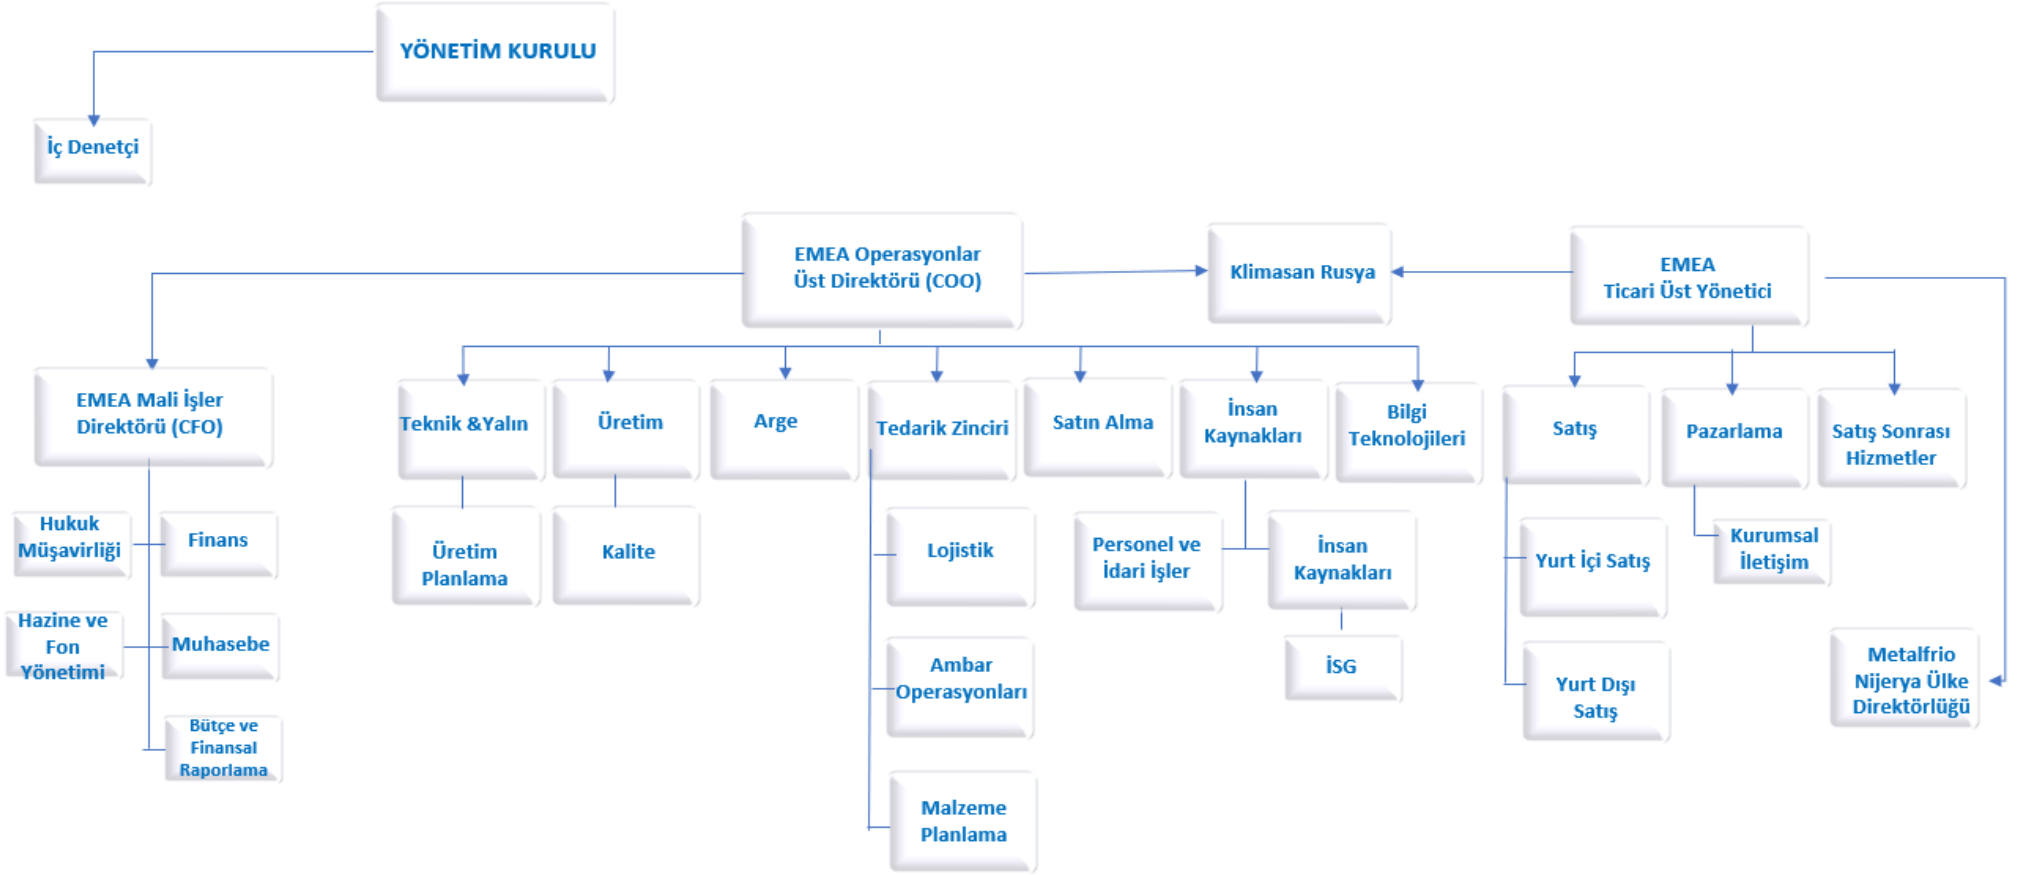 YÖNETİM KURULU
İç Denetçi
EMEA Operasyonlar
Üst Direktörü (COO)
Klimasan Rusya
EMEA
Ticari Üst Yönetici
EMEA Mali İşler
Direktörü (CFO)
Teknik &Yalın
Üretim
Arge
Tedarik Zinciri
Satın Alma
İnsan
Kaynakları
Bilgi
Teknolojileri
Satış
Pazarlama
Satış Sonrası
Hizmetler
Hukuk
Müşavirliği
Finans
Üretim
Planlama
Kalite
Lojistik
Personel ve
İdari İşler
İnsan
Kaynakları
Yurt İçi Satış
Kurumsal
İletişim
Hazine ve
Fon
Yönetimi
Muhasebe
Ambar
Operasyonları
İSG
Yurt Dışı
Satış
Metalfrio
Nijerya Ülke
Direktörlüğü
Bütçe ve
Finansal
Raporlama
Malzeme
Planlama